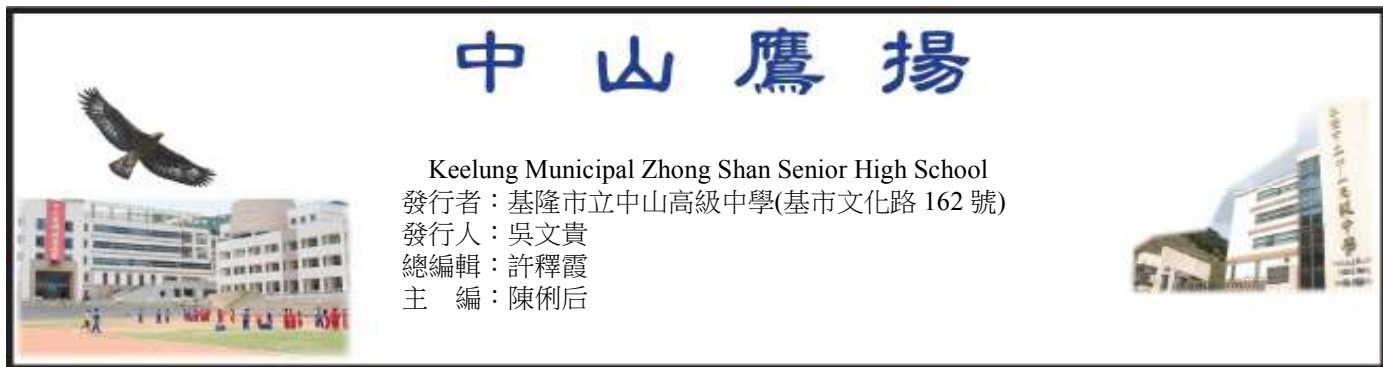 中山鷹揚
Keelung Municipal Zhong Shan Senior High School
發行者：基隆市立中山高級中學(基市文化路 162 號)
發行人：吳文貴
總編輯：許釋霞
主　編：陳俐后